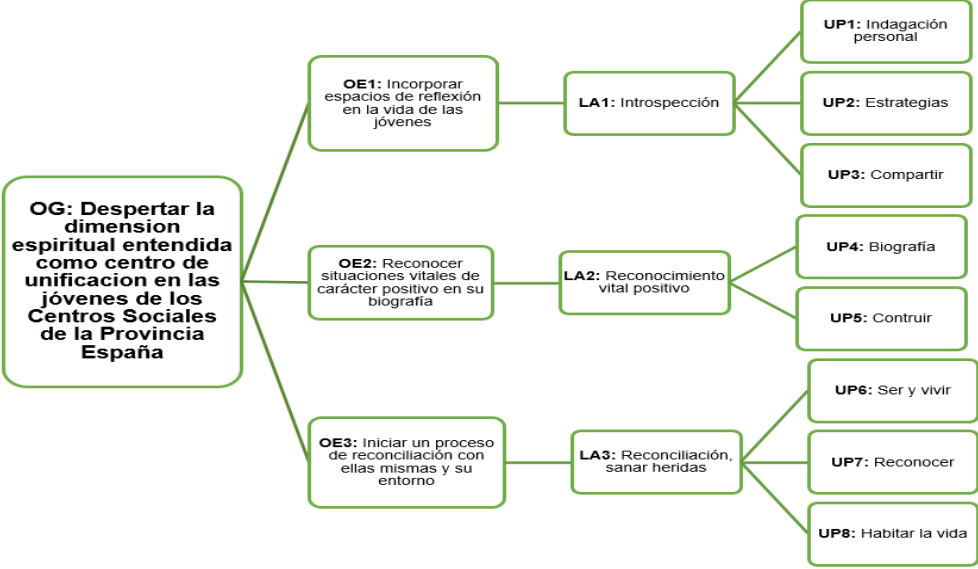 OG: Despertar la
dimension
espiritual entendida
como centro de
unificacion en las
jóvenes de los
Centros Sociales
de la Provincia
España
OE1: Incorporar
espacios de reflexión
en la vida de las
jóvenes
LA1: Introspección
UP1: Indagación
personal
UP2: Estrategias
UP3: Compartir
OE2: Reconocer
situaciones vitales de
carácter positivo en su
biografía
LA2: Reconocimiento
vital positivo
UP4: Biografía
UP5: Contruir
OE3: Iniciar un proceso
de reconciliación con
ellas mismas y su
entorno
LA3: Reconciliación,
sanar heridas
UP6: Ser y vivir
UP7: Reconocer
UP8: Habitar la vida